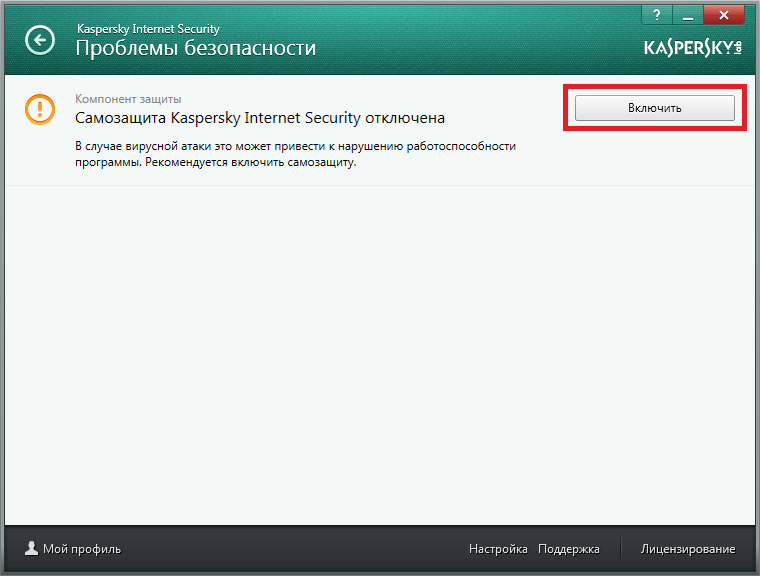 Kaspersky Internet Security
Проблемы безопасности
?
KASPERSKY lab
Компонент защиты
Самозащита Kaspersky Internet Security отключена
Включить
В случае вирусной атаки это может привести к нарушению работоспособности
программы. Рекомендуется включить самозащиту.
Мой профиль
Настройка
Поддержка
Лицензирование